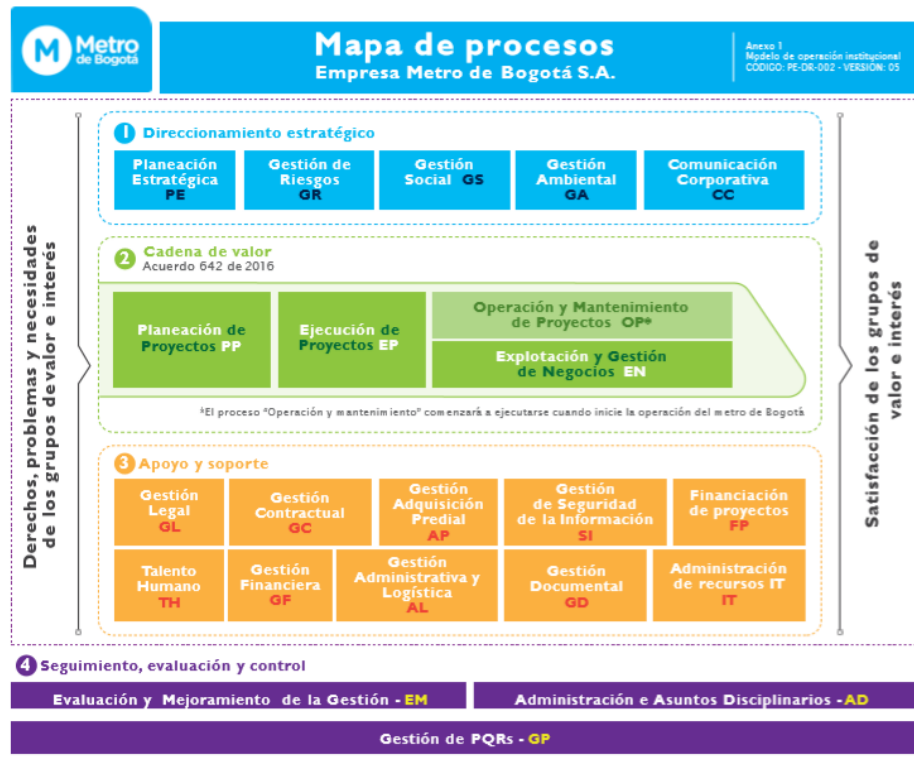 Metro
de Bogotá
Mapa de procesos
Empresa Metro de Bogotá S.A.
Anexo 1
Modelo de operación institucional
CÓDIGO: PE-DR-002 - VERSIÓN: 05
Derechos, problemas y necesidades
de los grupos de valor e interés
1 Direccionamiento estratégico
Planeación
Estratégica
PE
Gestión de
Riesgos
GR
Gestión
Social GS
Gestión
Ambiental
GA
Comunicación
Corporativa
CC
2 Cadena de valor
Acuerdo 642 de 2016
Planeación de
Proyectos PP
Ejecución de
Proyectos EP
Operación y Mantenimiento
de Proyectos OP*
Explotación y Gestión
de Negocios EN
*El proceso "Operación y mantenimiento" comenzará a ejecutarse cuando inicie la operación del metro de Bogotá
3 Apoyo y soporte
Gestión
Legal
GL
Gestión
Contractual
GC
Gestión
Adquisición
Predial
AP
Gestión
de Seguridad
de la Información
SI
Financiación
de proyectos
FP
Talento
Humano
TH
Gestión
Financiera
GF
Gestión
Administrativa y
Logística
AL
Gestión
Documental
GD
Administración
de recursos IT
IT
Satisfacción de los grupos de
valor e interés
4 Seguimiento, evaluación y control
Evaluación y Mejoramiento de la Gestión - EM
Administración e Asuntos Disciplinarios - AD
Gestión de PQRs - GP